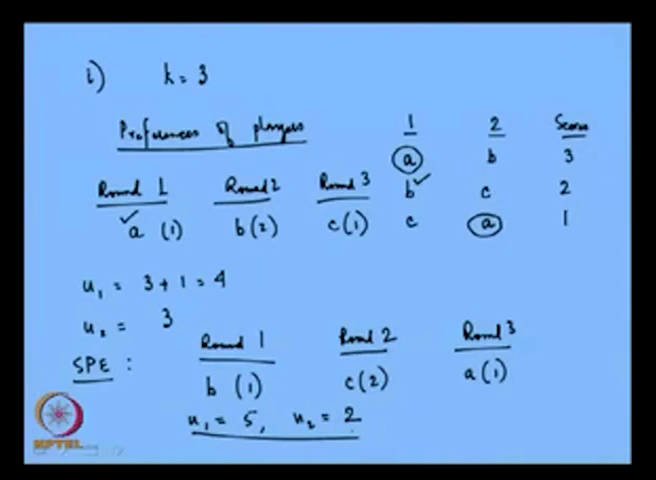 i) k = 3
Preferences of players
1 2 Scores
a b 3
b c 2
c a 1
Round 1 Round 2 Round 3
a (1) b(2) c(1)
u₁ = 3 + 1 = 4
u₂ = 3
SPE :
Round 1 Round 2 Round 3
b (1) c(2) a(1)
u₁ = 5, u₂ = 2
NPTEL